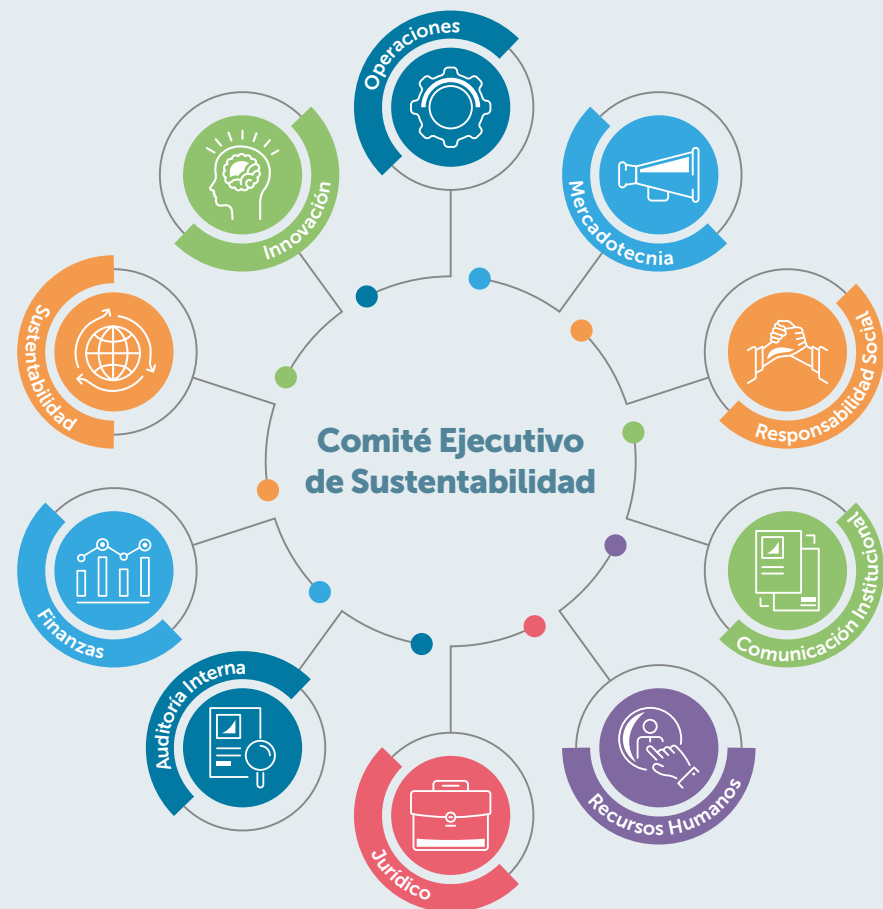 Operaciones
Mercadotecnia
Responsabilidad Social
Comunicación Institucional
Recursos Humanos
Jurídico
Auditoría Interna
Finanzas
Sustentabilidad
Innovación
Comité Ejecutivo
de Sustentabilidad